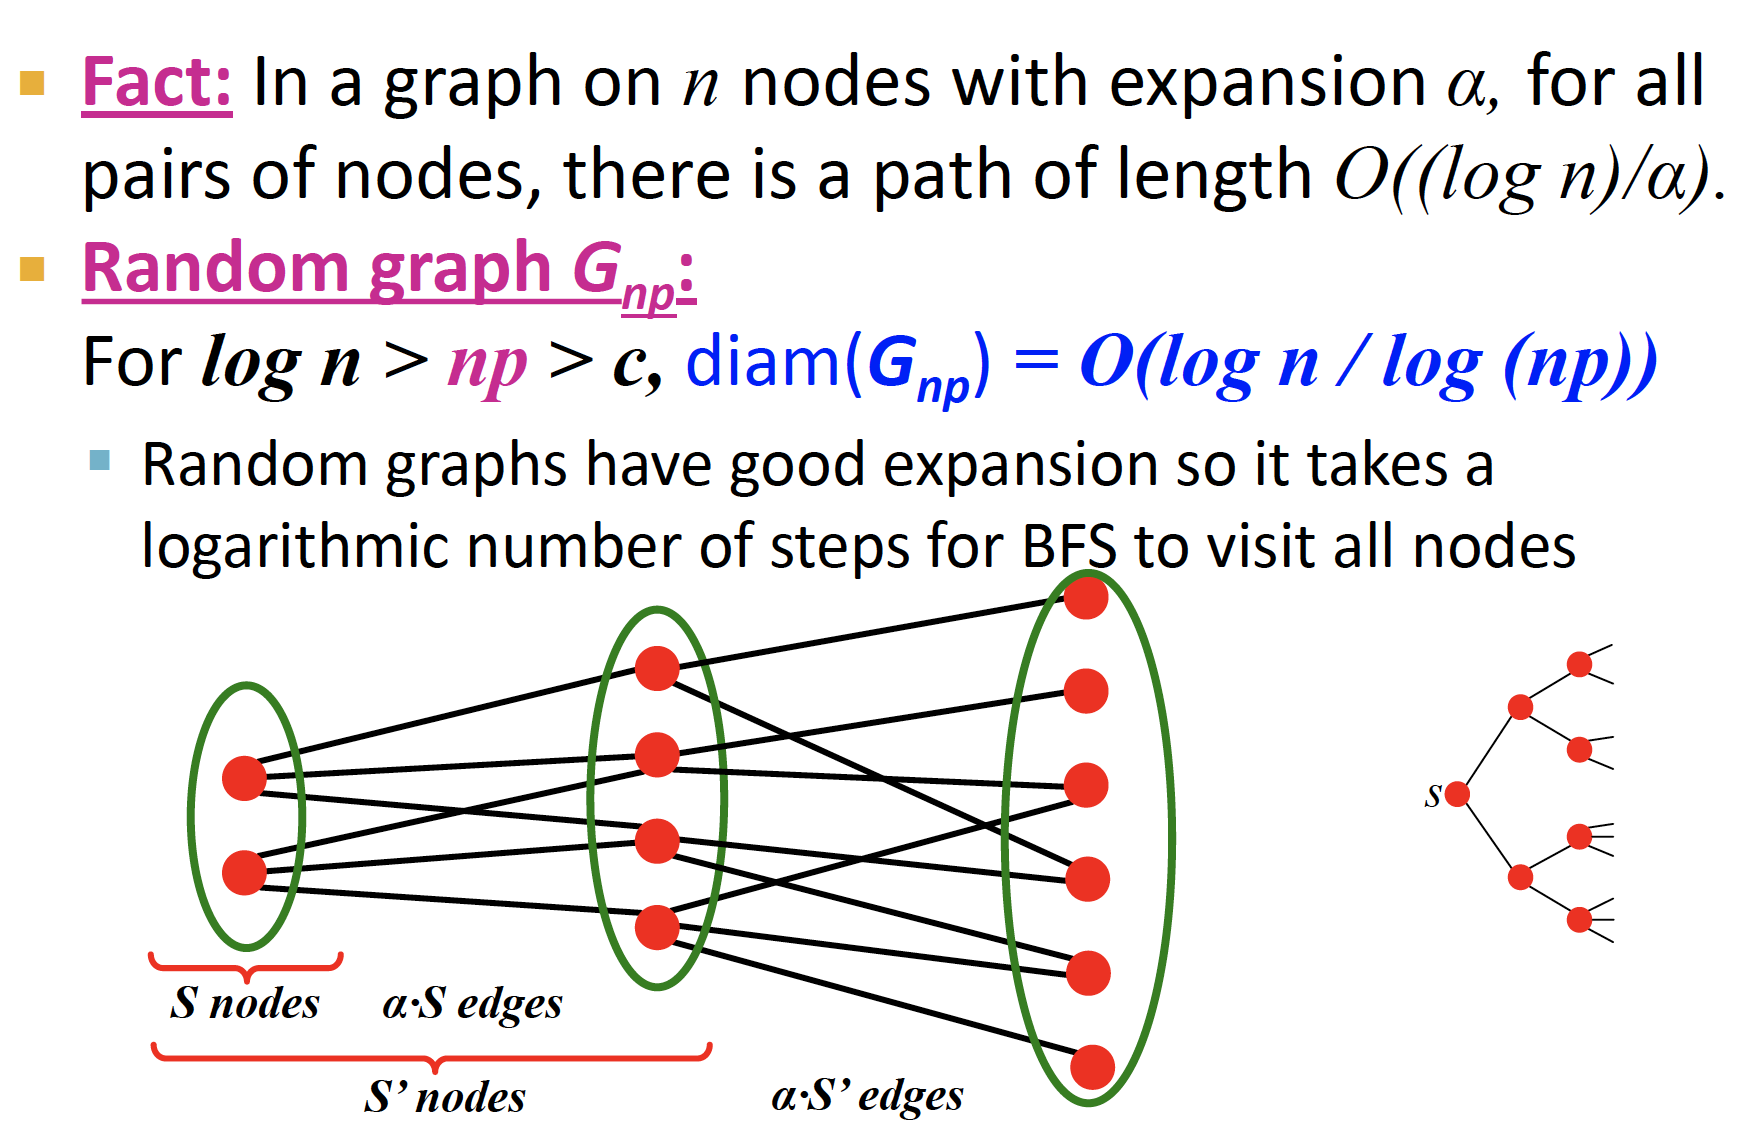 Fact: In a graph on n nodes with expansion α, for all
pairs of nodes, there is a path of length O((log n)/α).
Random graph Gnp:
For log n > np > c, diam(Gnp) = O(log n / log (np))
Random graphs have good expansion so it takes a
logarithmic number of steps for BFS to visit all nodes
s
S nodes
α·S edges
S’ nodes
α·S’ edges